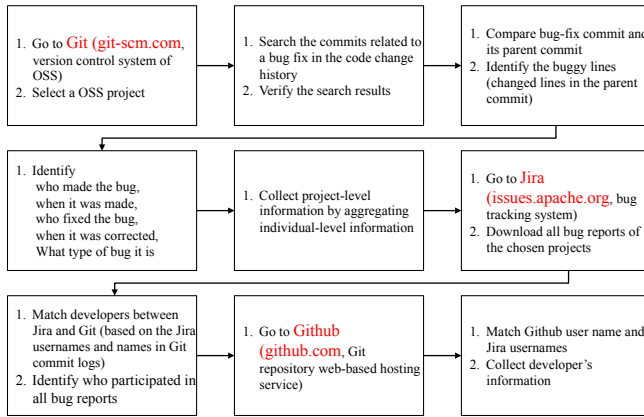 1. Go to Git (git-scm.com,
version control system of
OSS)
2. Select a OSS project
1. Search the commits related to
a bug fix in the code change
history
2. Verify the search results
1. Compare bug-fix commit and
its parent commit
2. Identify the buggy lines
(changed lines in the parent
commit)
1. Identify
who made the bug,
when it was made,
who fixed the bug,
when it was corrected,
What type of bug it is
1. Collect project-level
information by aggregating
individual-level information
1. Go to Jira
(issues.apache.org, bug
tracking system)
2. Download all bug reports of
the chosen projects
1. Match developers between
Jira and Git (based on the Jira
usernames and names in Git
commit logs)
2. Identify who participated in
all bug reports
1. Go to Github
(github.com, Git
repository web-based hosting
service)
1. Match Github user name and
Jira usernames
2. Collect developer's
information